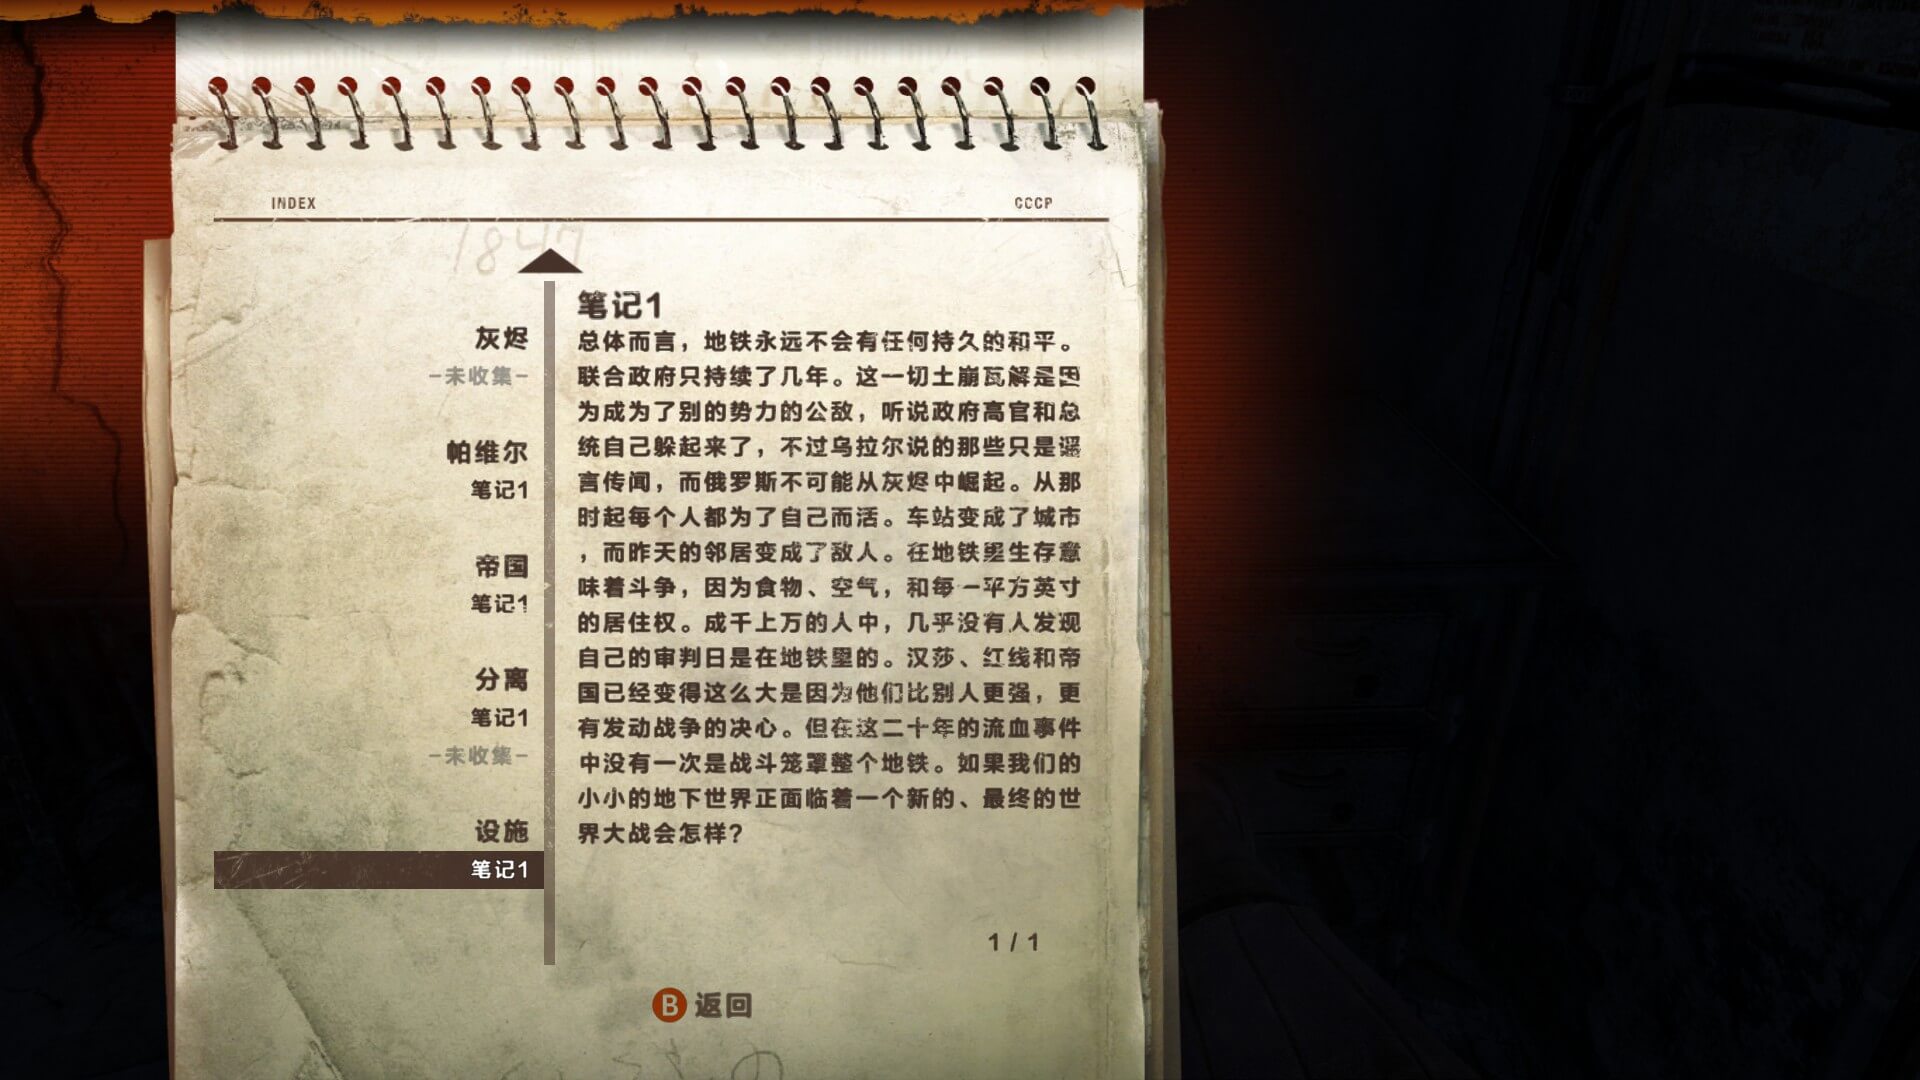 INDEX
CCCP
1847
灰烬
-未收集-
帕维尔
笔记1
帝国
笔记1
分离
笔记1
-未收集-
设施
笔记1
笔记1
总体而言，地铁永远不会有任何持久的和平。
联合政府只持续了几年。这一切土崩瓦解是因
为成为了别的势力的公敌，听说政府高官和总
统自己躲起来了，不过乌拉尔说的那些只是谣
言传闻，而俄罗斯不可能从灰烬中崛起。从那
时起每个人都为了自己而活。车站变成了城市
，而昨天的邻居变成了敌人。在地铁里生存意
味着斗争，因为食物、空气，和每一平方英寸
的居住权。成千上万的人中，几乎没有人发现
自己的审判日是在地铁里的。汉莎、红线和帝
国已经变得这么大是因为他们比别人更强，更
有发动战争的决心。但在这二十年的流血事件
中没有一次是战斗笼罩整个地铁。如果我们的
小小的地下世界正面临着一个新的、最终的世
界大战会怎样？
1 / 1
B 返回